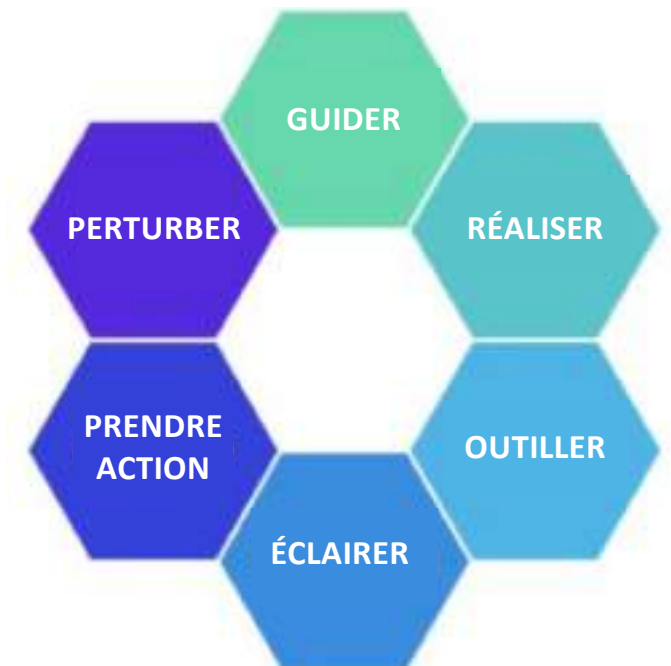 GUIDER
RÉALISER
OUTILLER
ÉCLAIRER
PRENDRE
ACTION
PERTURBER